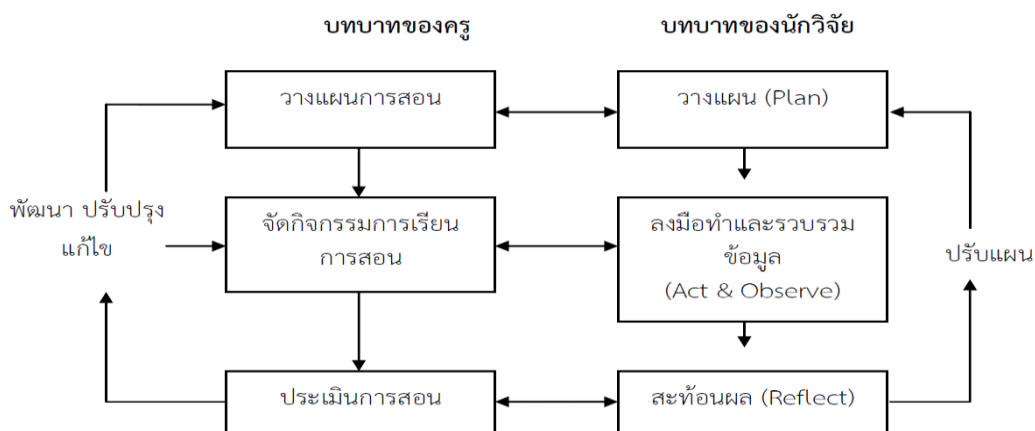 บทบาทของครู
บทบาทของนักวิจัย
วางแผนการสอน
วางแผน (Plan)
พัฒนา ปรับปรุง
แก้ไข
จัดกิจกรรมการเรียน
การสอน
ลงมือทำและรวบรวม
ข้อมูล
(Act & Observe)
ปรับแผน
ประเมินการสอน
สะท้อนผล (Reflect)